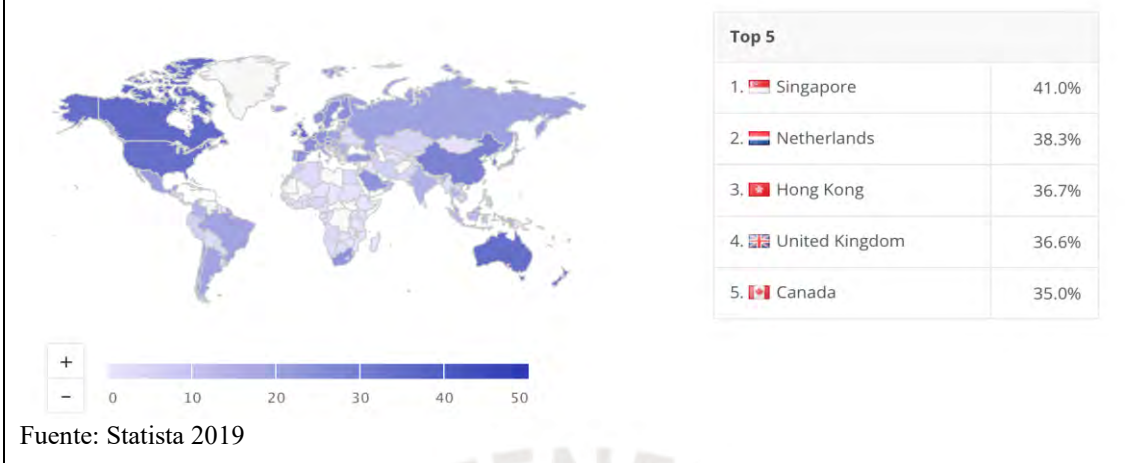 Top 5
1. Singapore 41.0%
2. Netherlands 38.3%
3. Hong Kong 36.7%
4. United Kingdom 36.6%
5. Canada 35.0%
+
−
0 10 20 30 40 50
Fuente: Statista 2019